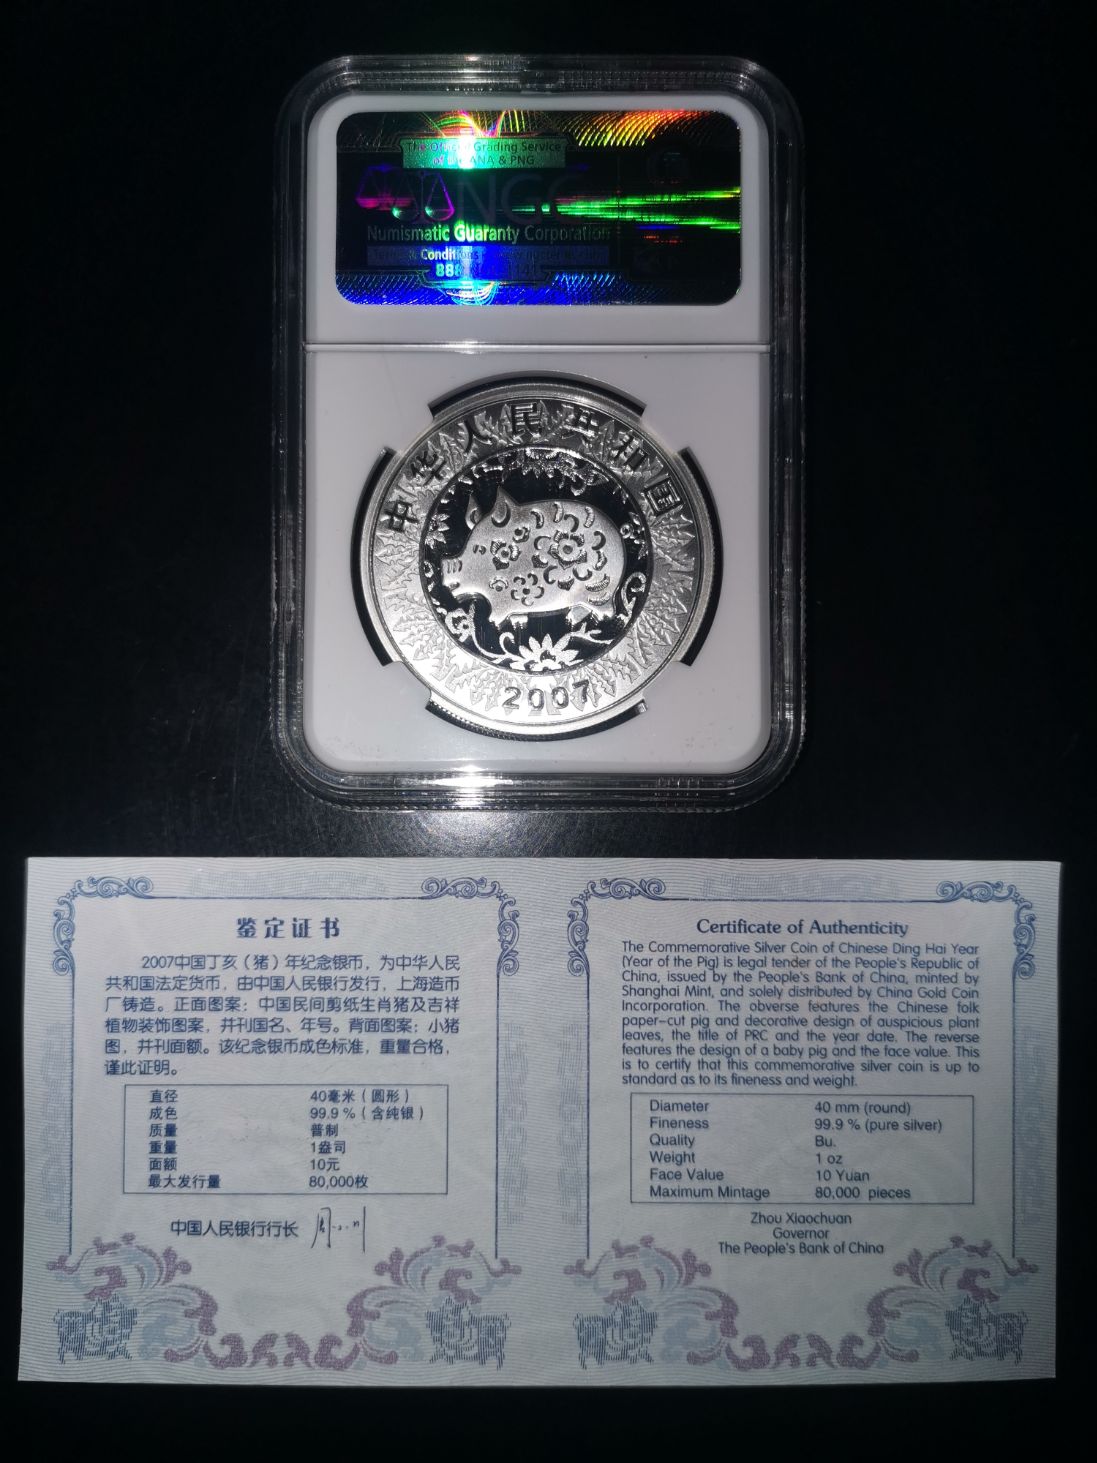 The Official Grading Service
of the ANA & PNG
NGC
Numismatic Guaranty Corporation
Terms & Conditions
中华人民共和国
2007
鉴定证书
2007中国丁亥（猪）年纪念银币，为中华人民
共和国法定货币，由中国人民银行发行，上海造币
厂铸造。正面图案：中国民间剪纸生肖猪及吉祥
植物装饰图案，并刊国名、年号。背面图案：小猪
图，并刊面额。该纪念银币成色标准，重量合格，
谨此证明。
直径 40毫米（圆形）
成色 99.9%（含纯银）
质量 普制
重量 1盎司
面额 10元
最大发行量 80,000枚
中国人民银行行长
Certificate of Authenticity
The Commemorative Silver Coin of Chinese Ding Hai Year
(Year of the Pig) is legal tender of the People's Republic of
China, issued by the People's Bank of China, minted by
Shanghai Mint, and solely distributed by China Gold Coin
Incorporation. The obverse features the Chinese folk
paper-cut pig and decorative design of auspicious plant
leaves, the title of PRC and the year date. The reverse
features the design of a baby pig and the face value. This
is to certify that this commemorative silver coin is up to
standard as to its fineness and weight.
Diameter 40 mm (round)
Fineness 99.9 % (pure silver)
Quality Bu.
Weight 1 oz
Face Value 10 Yuan
Maximum Mintage 80,000 pieces
Zhou Xiaochuan
Governor
The People's Bank of China